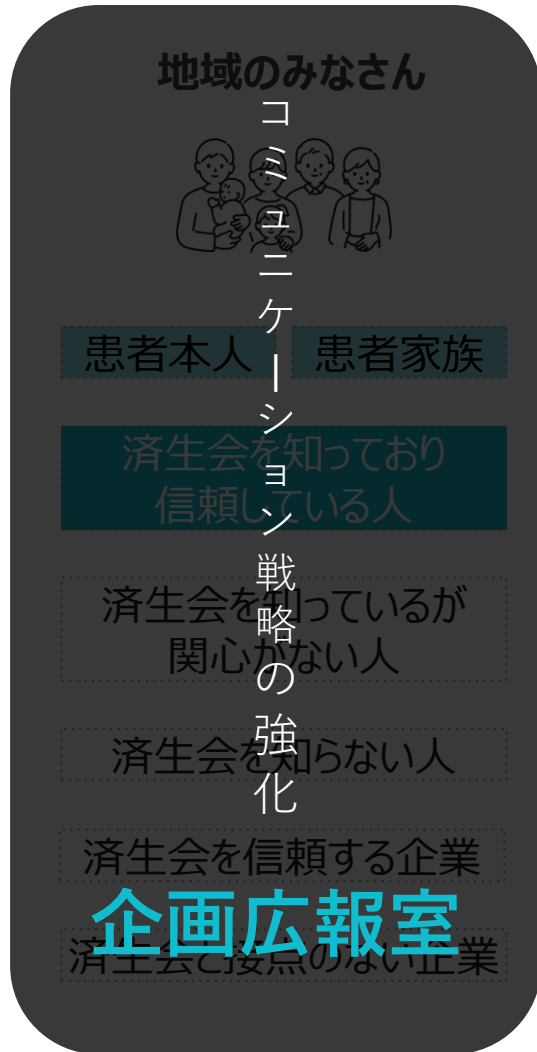 地域のみなさん
コミュニケーション戦略の強化
患者本人
患者家族
済生会を知っており
信頼している人
済生会を知っているが
関心がない人
済生会を知らない人
済生会を信頼する企業
企画広報室
済生会と接点のない企業